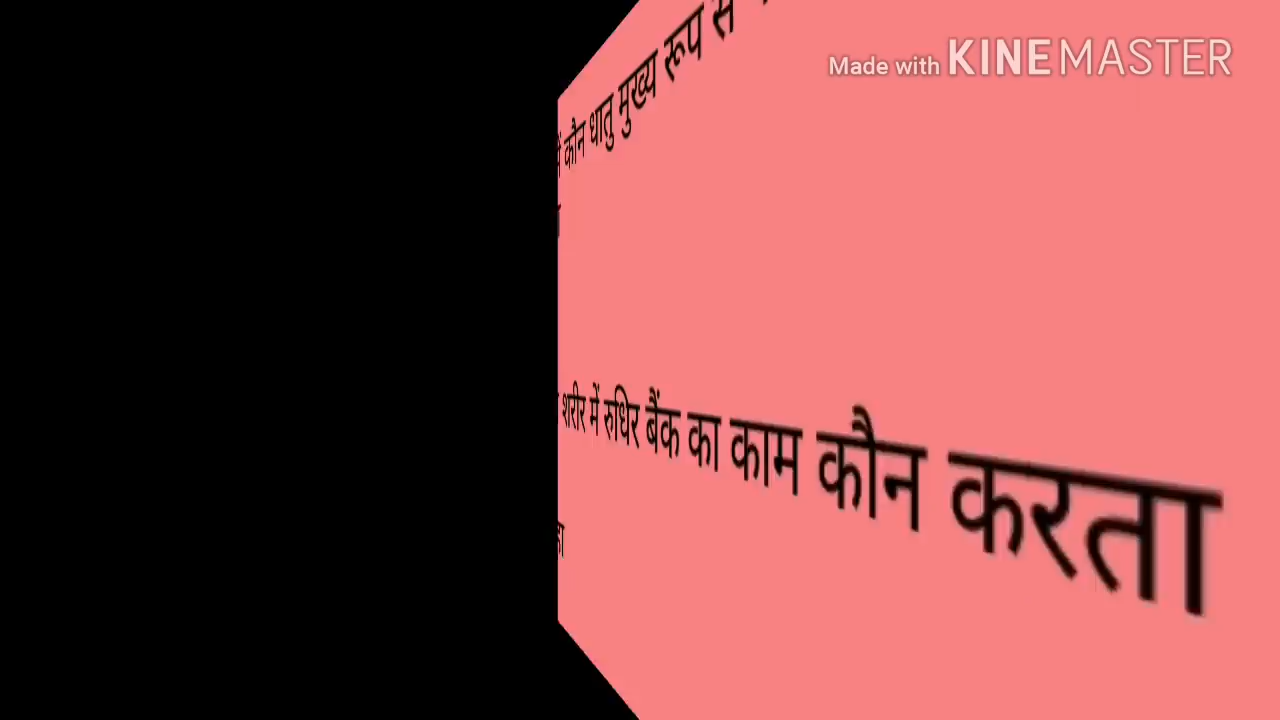 Made with KINEMASTER
कौन धातु मुख्य रूप से
शरीर में रुधिर बैंक का काम कौन करता